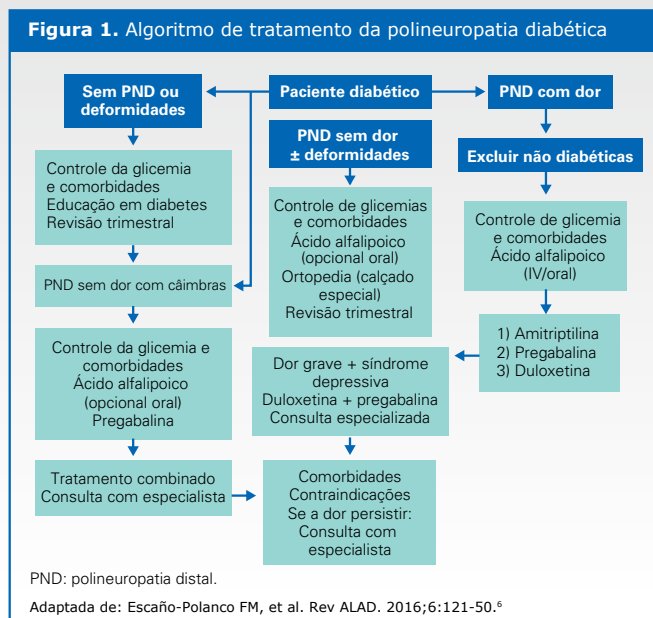 Figura 1. Algoritmo de tratamento da polineuropatia diabética
Sem PND ou
deformidades
Paciente diabético
PND com dor
PND sem dor
± deformidades
Excluir não diabéticas
Controle da glicemia
e comorbidades
Educação em diabetes
Revisão trimestral
Controle de glicemias
e comorbidades
Ácido alfalipoico
(opcional oral)
Ortopedia (calçado
especial)
Revisão trimestral
Controle de glicemia
e comorbidades
Ácido alfalipoico
(IV/oral)
PND sem dor com câimbras
1) Amitriptilina
2) Pregabalina
3) Duloxetina
Controle da glicemia e
comorbidades
Ácido alfalipoico
(opcional oral)
Pregabalina
Dor grave + síndrome
depressiva
Duloxetina + pregabalina
Consulta especializada
Tratamento combinado
Consulta com especialista
Comorbidades
Contraindicações
Se a dor persistir:
Consulta com
especialista
PND: polineuropatia distal.
Adaptada de: Escaño-Polanco FM, et al. Rev ALAD. 2016;6:121-50.⁶